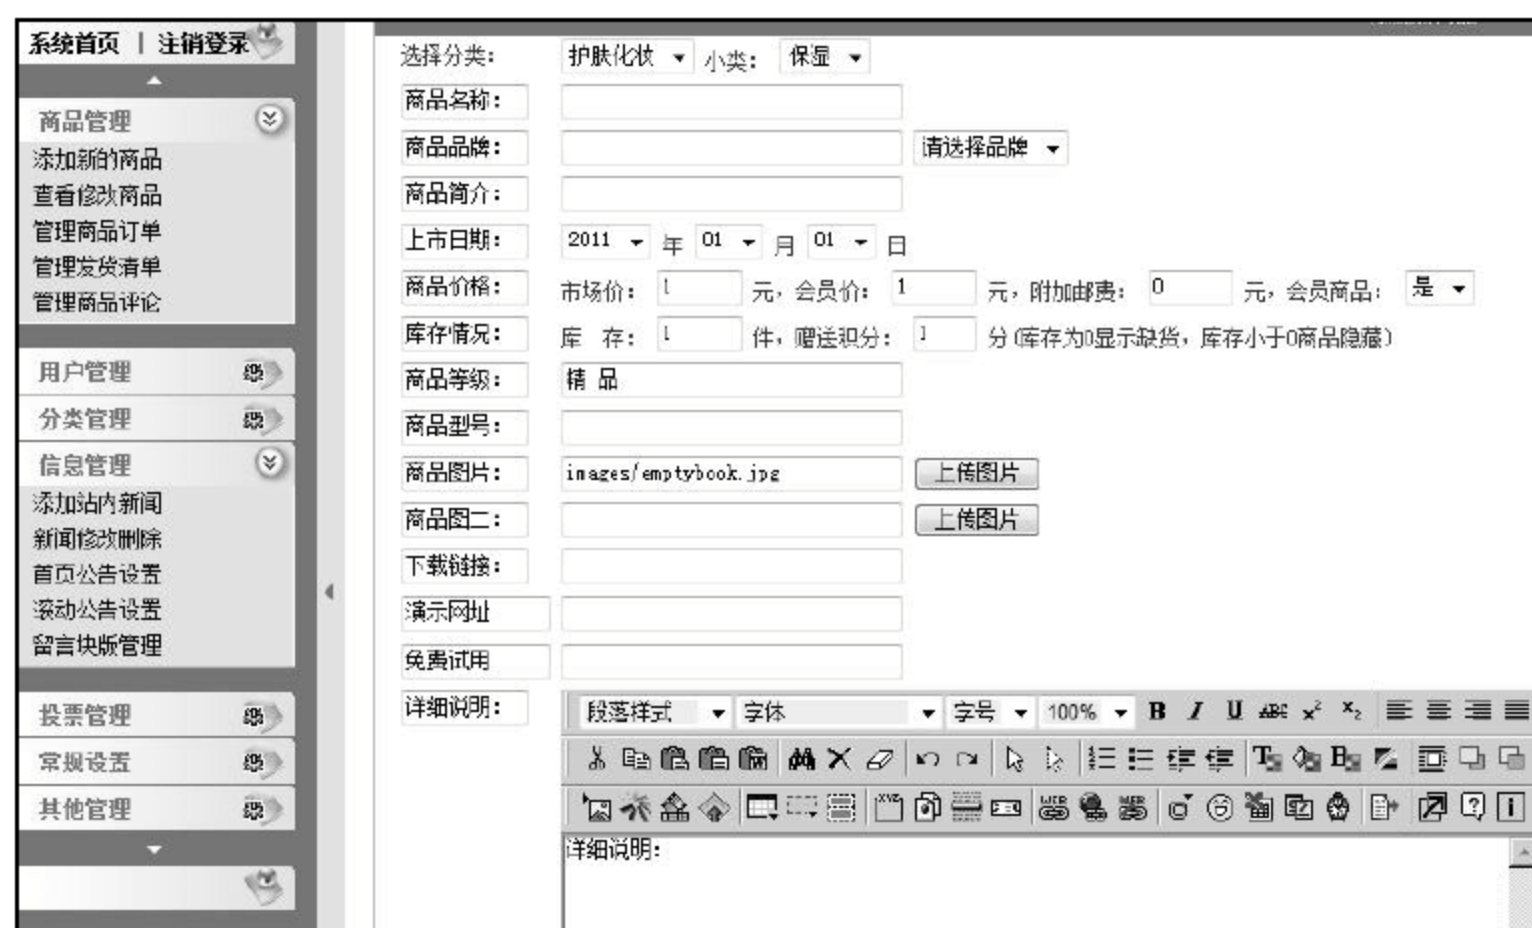 系统首页 | 注销登录
商品管理
添加新的商品
查看修改商品
管理商品订单
管理发货清单
管理商品评论
用户管理
分类管理
信息管理
添加站内新闻
新闻修改删除
首页公告设置
滚动公告设置
留言块版管理
投票管理
常规设置
其他管理
选择分类: 护肤化妆 小类: 保湿
商品名称:
商品品牌: 请选择品牌
商品简介:
上市日期: 2011 年 01 月 01 日
商品价格: 市场价: 1 元, 会员价: 1 元, 附加邮费: 0 元, 会员商品: 是
库存情况: 库 存: 1 件, 赠送积分: 1 分(库存为0显示缺货, 库存小于0商品隐藏)
商品等级: 精 品
商品型号:
商品图片: images/emptybook.jpg 上传图片
商品图二: 上传图片
下载链接:
演示网址
免费试用
详细说明: 段落样式 字体 字号 100% B I U ABC x² x₂
详细说明: